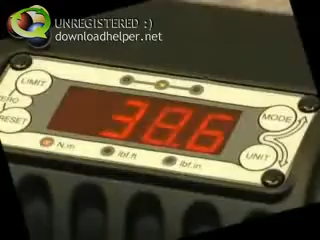 UNREGISTERED :)
downloadhelper.net
LIMIT
ZERO
RESET
38.6
MODE
UNIT
N.m
lbf.ft
lbf.in